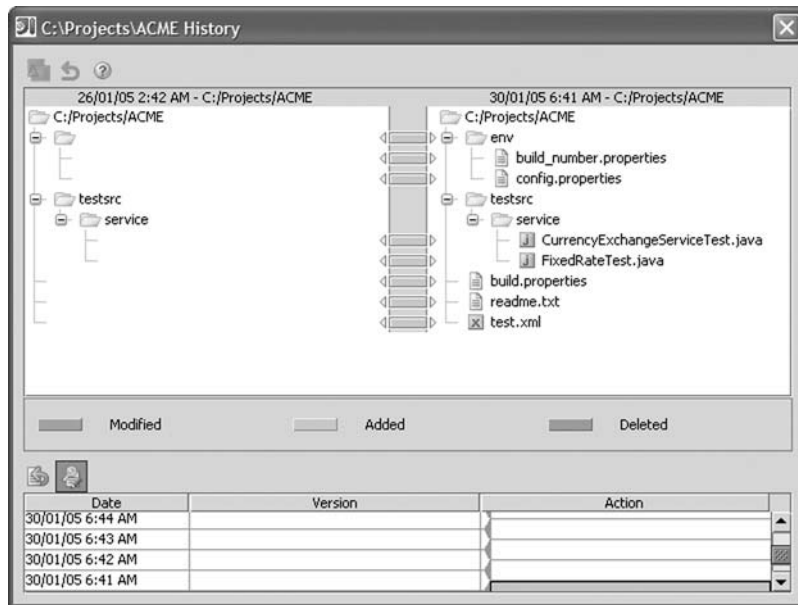 C:\Projects\ACME History
26/01/05 2:42 AM - C:/Projects/ACME
30/01/05 6:41 AM - C:/Projects/ACME
C:/Projects/ACME
C:/Projects/ACME
env
build_number.properties
config.properties
testsrc
testsrc
service
service
CurrencyExchangeServiceTest.java
FixedRateTest.java
build.properties
readme.txt
test.xml
Modified
Added
Deleted
Date
Version
Action
30/01/05 6:44 AM
30/01/05 6:43 AM
30/01/05 6:42 AM
30/01/05 6:41 AM